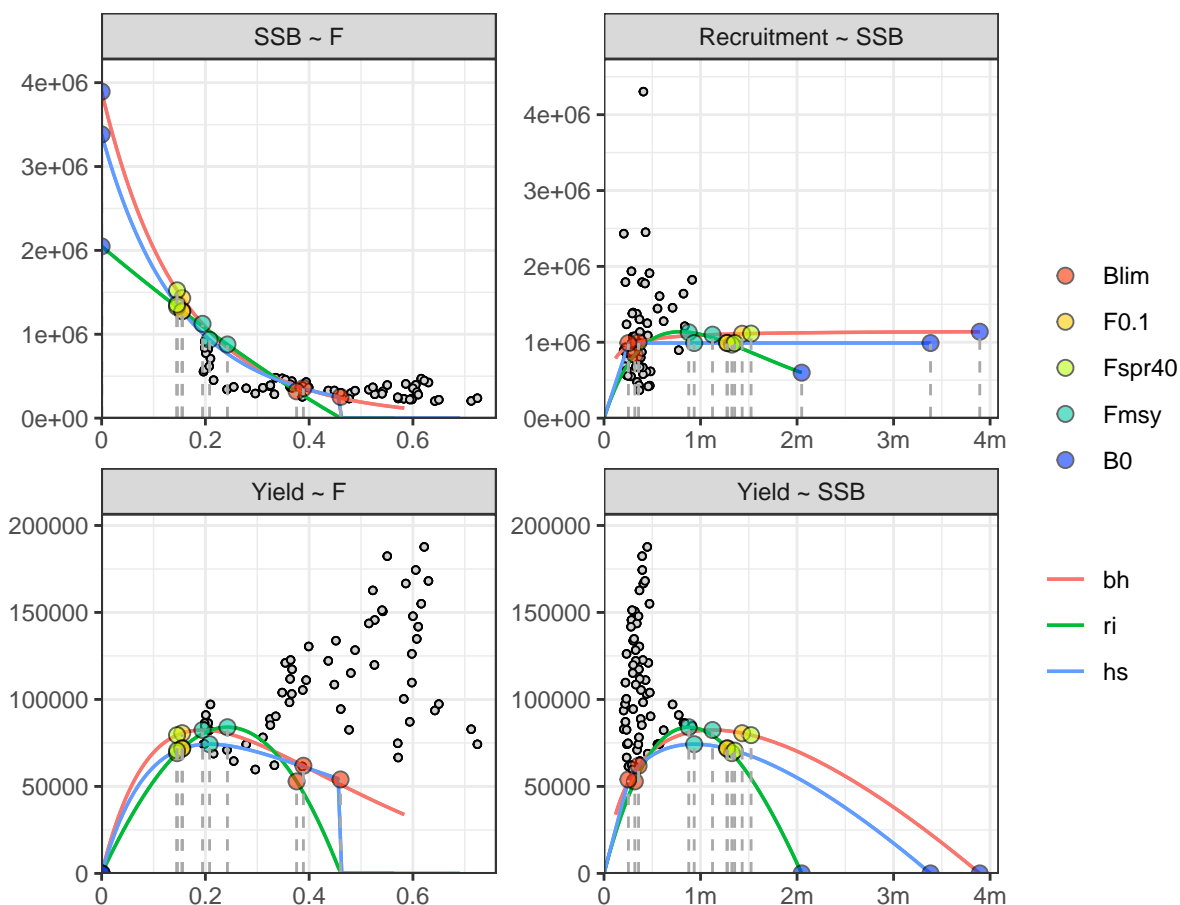 SSB ~ F
Recruitment ~ SSB
4e+06
3e+06
2e+06
1e+06
0e+00
0
0.2
0.4
0.6
4e+06
3e+06
2e+06
1e+06
0e+00
0
1m
2m
3m
4m
Yield ~ F
Yield ~ SSB
200000
150000
100000
50000
0
0
0.2
0.4
0.6
200000
150000
100000
50000
0
0
1m
2m
3m
4m
Blim
F0.1
Fspr40
Fmsy
B0
bh
ri
hs